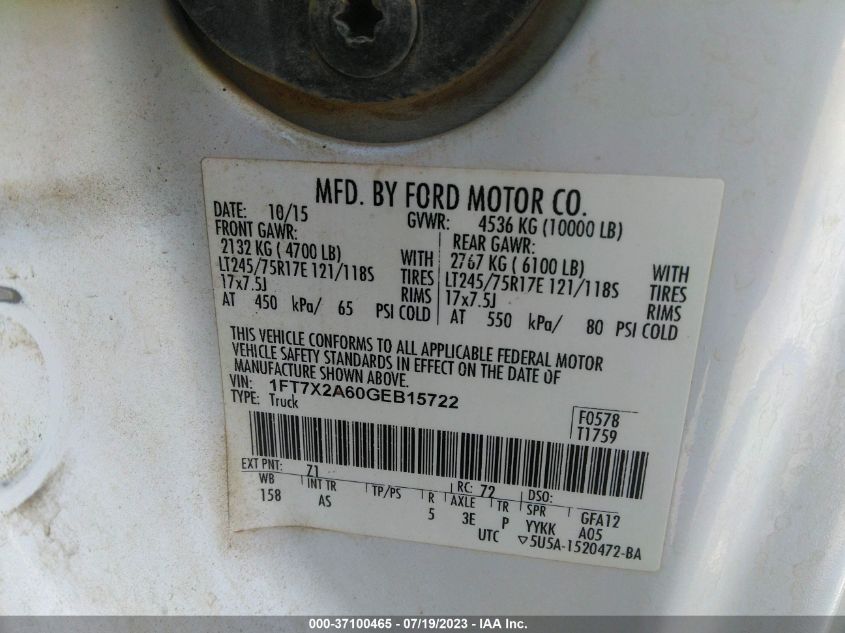 MFD. BY FORD MOTOR CO.
DATE: 10/15 GVWR: 4536 KG (10000 LB)
FRONT GAWR: REAR GAWR:
2132 KG ( 4700 LB) WITH 2767 KG ( 6100 LB) WITH
LT245/75R17E 121/118S TIRES LT245/75R17E 121/118S TIRES
17x7.5J RIMS 17x7.5J RIMS
AT 450 kPa/ 65 PSI COLD AT 550 kPa/ 80 PSI COLD
THIS VEHICLE CONFORMS TO ALL APPLICABLE FEDERAL MOTOR
VEHICLE SAFETY STANDARDS IN EFFECT ON THE DATE OF
MANUFACTURE SHOWN ABOVE.
VIN: 1FT7X2A60GEB15722
TYPE: Truck
F0578
T1759
EXT PNT: Z1 RC: 72 DSO:
WB INT TR TP/PS R AXLE TR SPR GFA12
158 AS 5 3E P YYKK A05
UTC ▽5U5A-1520472-BA
000-37100465 - 07/19/2023 - IAA Inc.